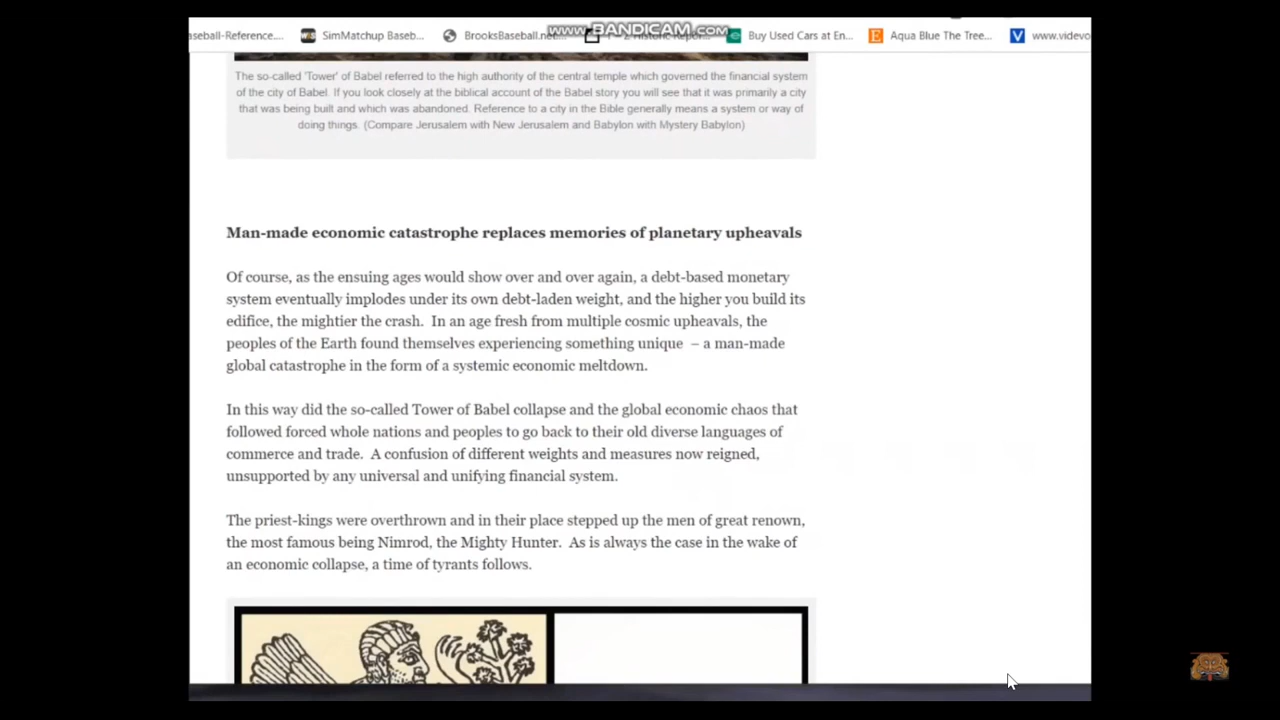 www.BANDICAM.com
aseball-Reference.... SimMatchup Baseb... BrooksBaseball.net... Buy Used Cars at En... Aqua Blue The Tree... www.videvo
The so-called 'Tower' of Babel referred to the high authority of the central temple which governed the financial system
of the city of Babel. If you look closely at the biblical account of the Babel story you will see that it was primarily a city
that was being built and which was abandoned. Reference to a city in the Bible generally means a system or way of
doing things. (Compare Jerusalem with New Jerusalem and Babylon with Mystery Babylon)
Man-made economic catastrophe replaces memories of planetary upheavals
Of course, as the ensuing ages would show over and over again, a debt-based monetary
system eventually implodes under its own debt-laden weight, and the higher you build its
edifice, the mightier the crash. In an age fresh from multiple cosmic upheavals, the
peoples of the Earth found themselves experiencing something unique – a man-made
global catastrophe in the form of a systemic economic meltdown.
In this way did the so-called Tower of Babel collapse and the global economic chaos that
followed forced whole nations and peoples to go back to their old diverse languages of
commerce and trade. A confusion of different weights and measures now reigned,
unsupported by any universal and unifying financial system.
The priest-kings were overthrown and in their place stepped up the men of great renown,
the most famous being Nimrod, the Mighty Hunter. As is always the case in the wake of
an economic collapse, a time of tyrants follows.